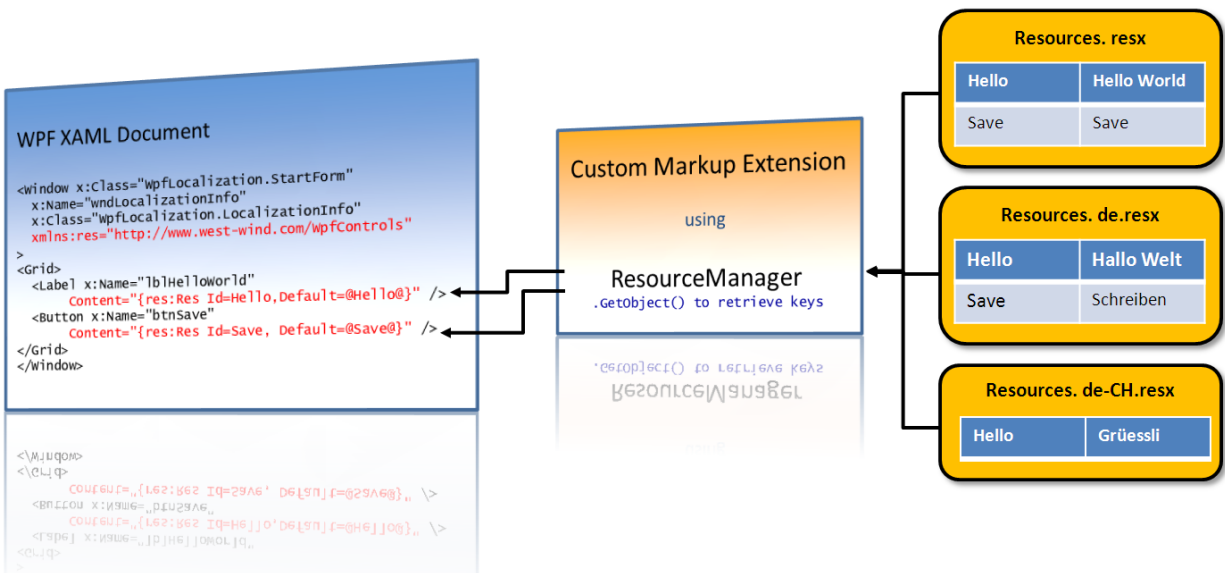 WPF XAML Document
<Window x:Class="WpfLocalization.StartForm"
x:Name="wndLocalizationInfo"
x:Class="WpfLocalization.LocalizationInfo"
xmlns:res="http://www.west-wind.com/WpfControls"
>
<Grid>
<Label x:Name="lblHelloWorld"
Content="{res:Res Id=Hello,Default=@Hello@}" />
<Button x:Name="btnSave"
Content="{res:Res Id=Save, Default=@Save@}" />
</Grid>
</Window>
Custom Markup Extension
using
ResourceManager
.GetObject() to retrieve keys
Resources. resx
Hello Hello World
Save Save
Resources. de.resx
Hello Hallo Welt
Save Schreiben
Resources. de-CH.resx
Hello Grüessli